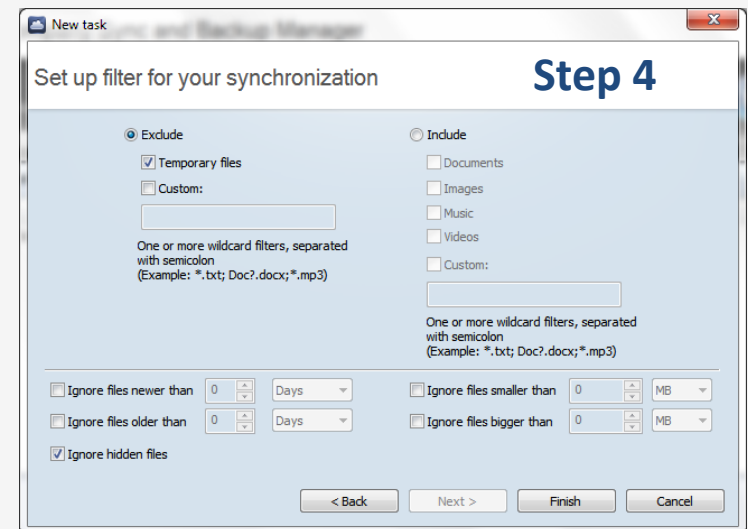 New task
Sync and Backup Manager
Set up filter for your synchronization
Step 4
Exclude
Temporary files
Custom:
One or more wildcard filters, separated
with semicolon
(Example: *.txt; Doc?.docx;*.mp3)
Include
Documents
Images
Music
Videos
Custom:
One or more wildcard filters, separated
with semicolon
(Example: *.txt; Doc?.docx;*.mp3)
Ignore files newer than 0 Days
Ignore files smaller than 0 MB
Ignore files older than 0 Days
Ignore files bigger than 0 MB
Ignore hidden files
< Back Next > Finish Cancel